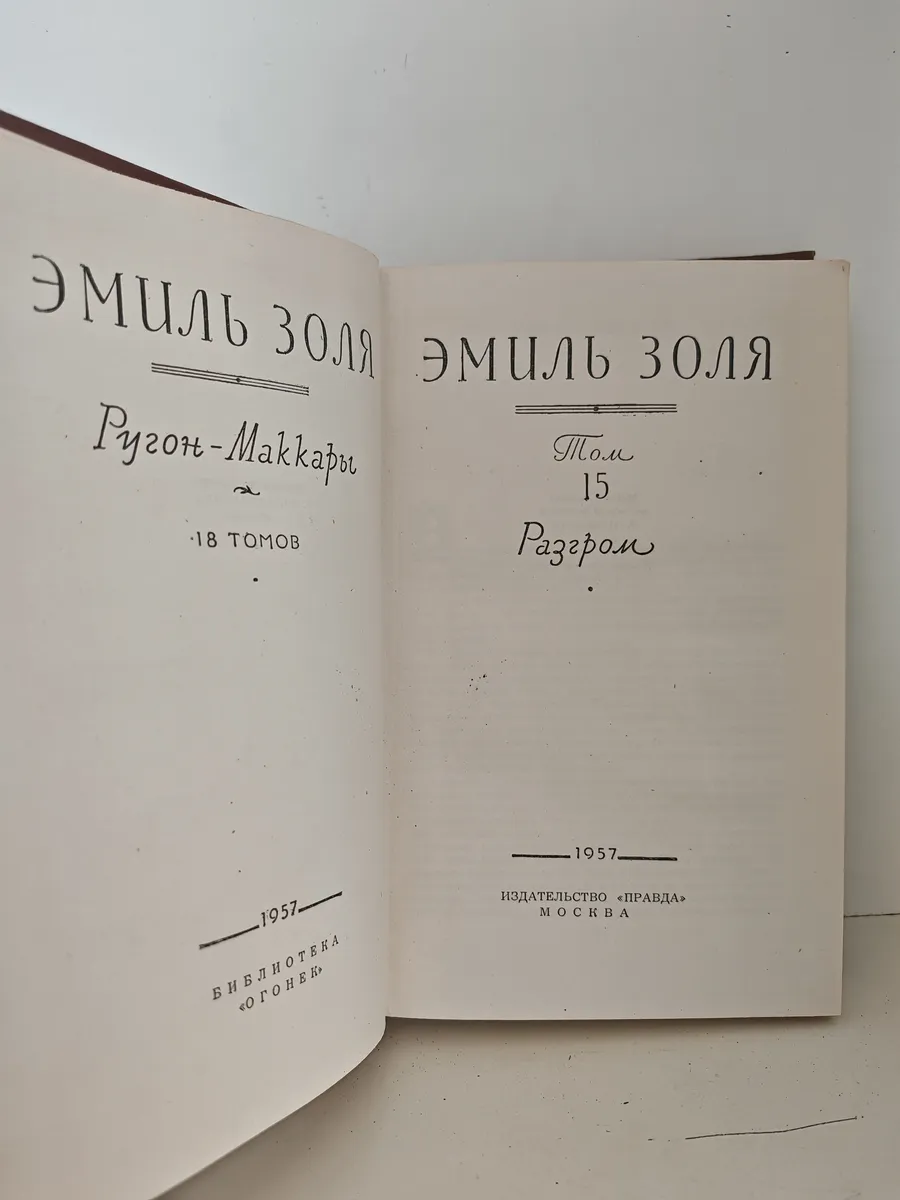 ЭМИЛЬ ЗОЛЯ
Ругон-Маккары
18 ТОМОВ
1957
БИБЛИОТЕКА
«ОГОНЕК»
ЭМИЛЬ ЗОЛЯ
Том
15
Разгром
1957
ИЗДАТЕЛЬСТВО «ПРАВДА»
МОСКВА